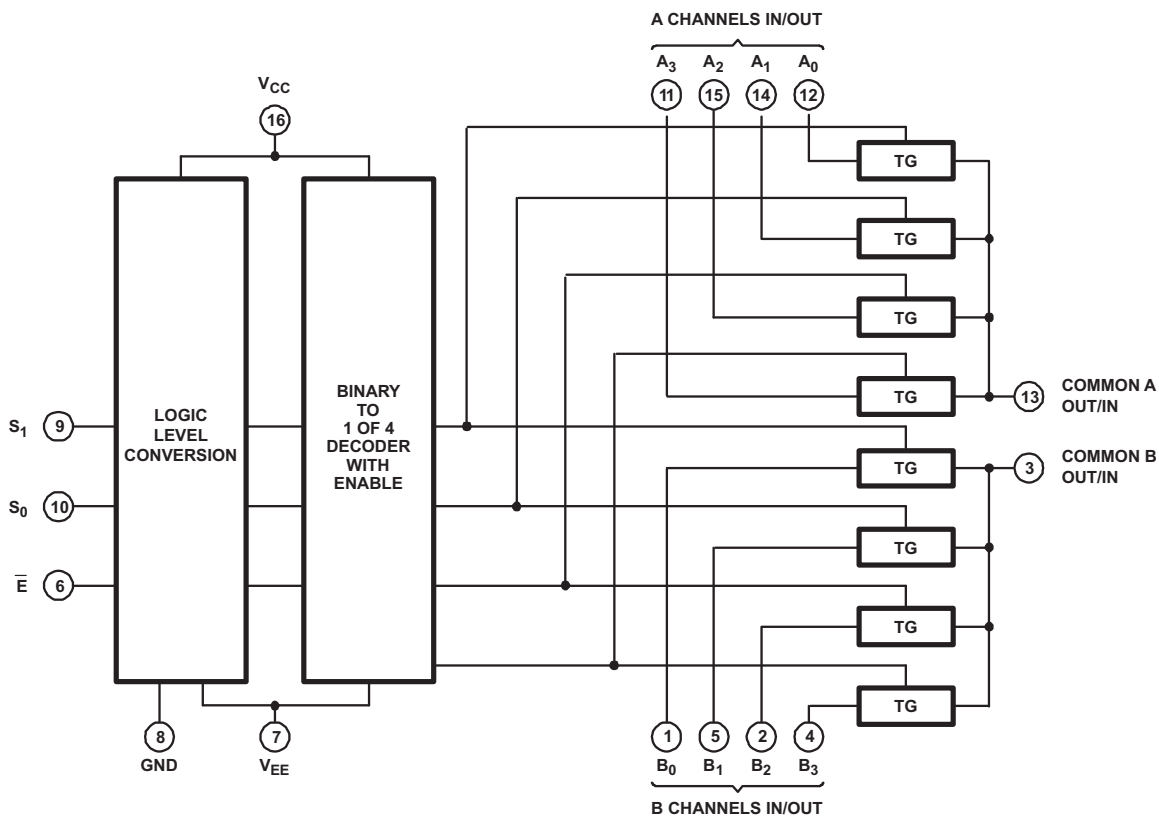 A CHANNELS IN/OUT
A3 A2 A1 A0
11 15 14 12
VCC
16
TG
TG
TG
TG
13 COMMON A
OUT/IN
LOGIC
LEVEL
CONVERSION
BINARY
TO
1 OF 4
DECODER
WITH
ENABLE
S1 9
S0 10
E̅ 6
TG
3 COMMON B
OUT/IN
TG
TG
TG
8
GND
7
VEE
1 5 2 4
B0 B1 B2 B3
B CHANNELS IN/OUT